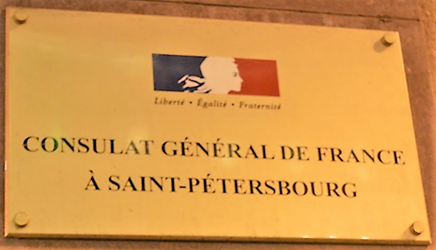 Liberté • Égalité • Fraternité
CONSULAT GÉNÉRAL DE FRANCE
À SAINT-PÉTERSBOURG